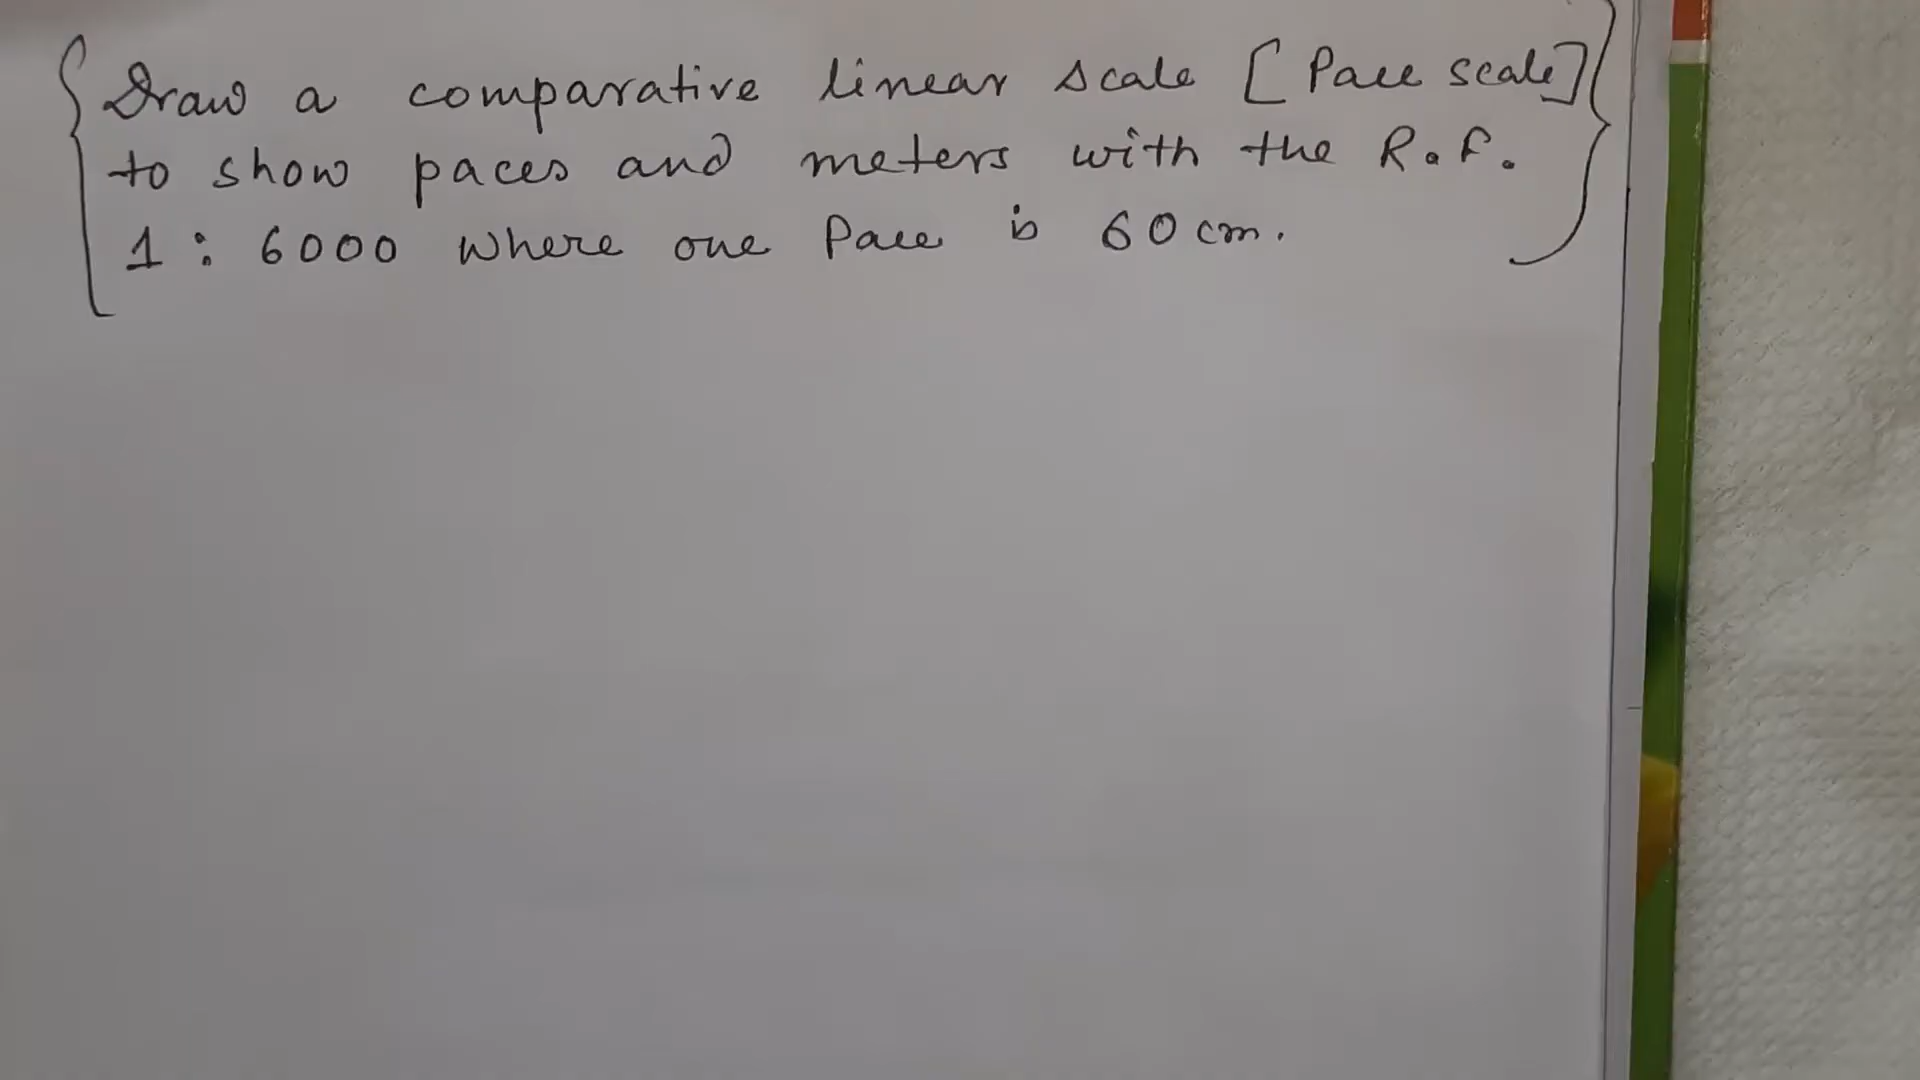 Draw a comparative linear scale [Pace scale]
to show paces and meters with the R.F.
1 : 6000 where one Pace is 60 cm.